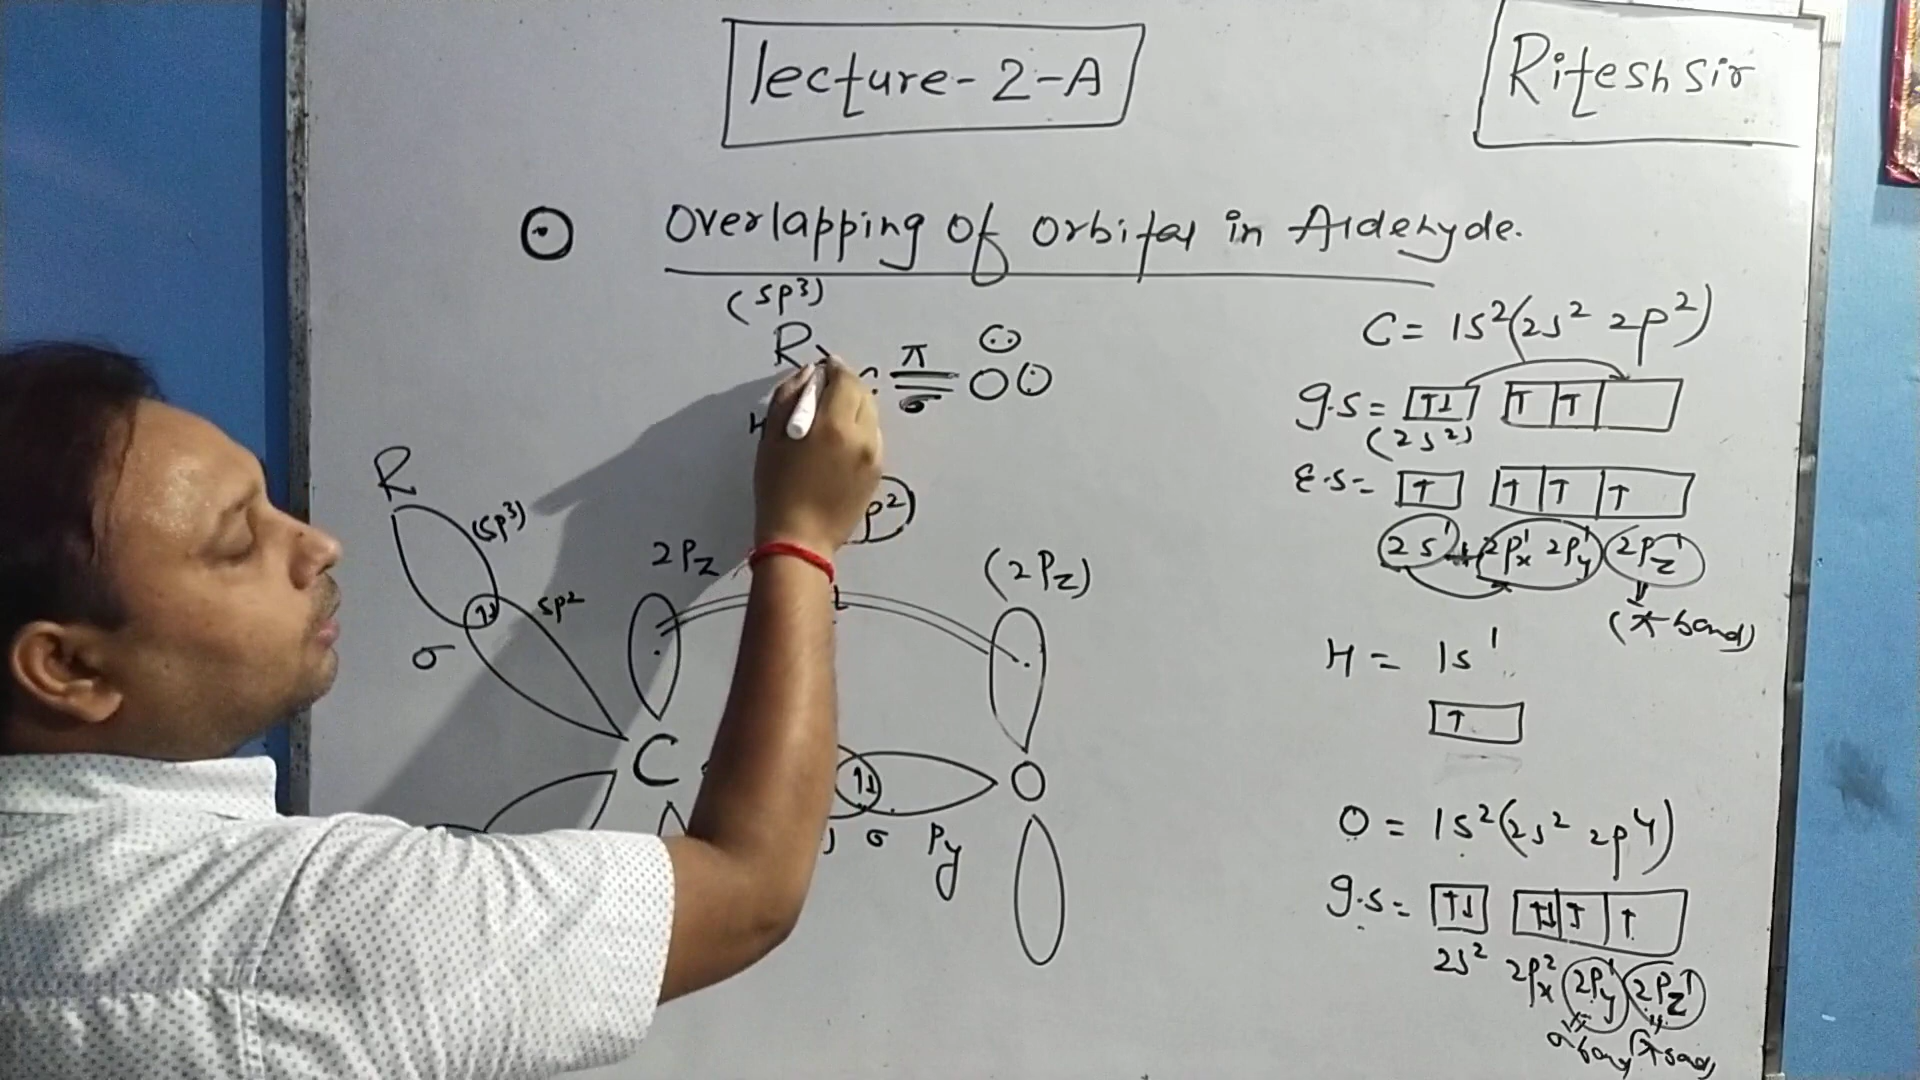 lecture-2-A
Ritesh Sir
Overlapping of orbital in Aldehyde.
(sp³)
R
π
O
σ
H
C = 1s²(2s² 2p²)
g.s = ↑↓ ↑ ↑
(2s²)
E.S = ↑ ↑ ↑ ↑
2s¹ + 2p¹x 2p¹y 2p¹z
(π bond)
H = 1s¹
↑
O = 1s²(2s² 2p⁴)
g.s = ↑↓ ↑↓ ↑ ↑
2s² 2p²x 2p¹y 2p¹z
σ bond π bond
R
(sp³)
p²)
2Pz
(2Pz)
↑↓ sp²
σ
C
↑↓
O
σ Py